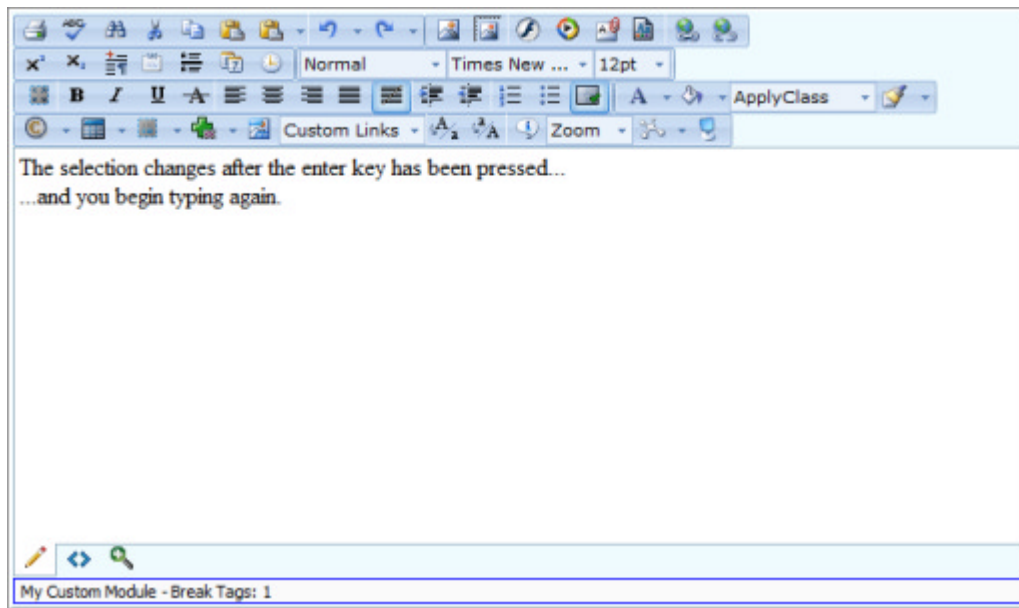 Normal Times New ... 12pt
B I U A A ApplyClass
Custom Links Zoom
The selection changes after the enter key has been pressed...
...and you begin typing again.
My Custom Module - Break Tags: 1